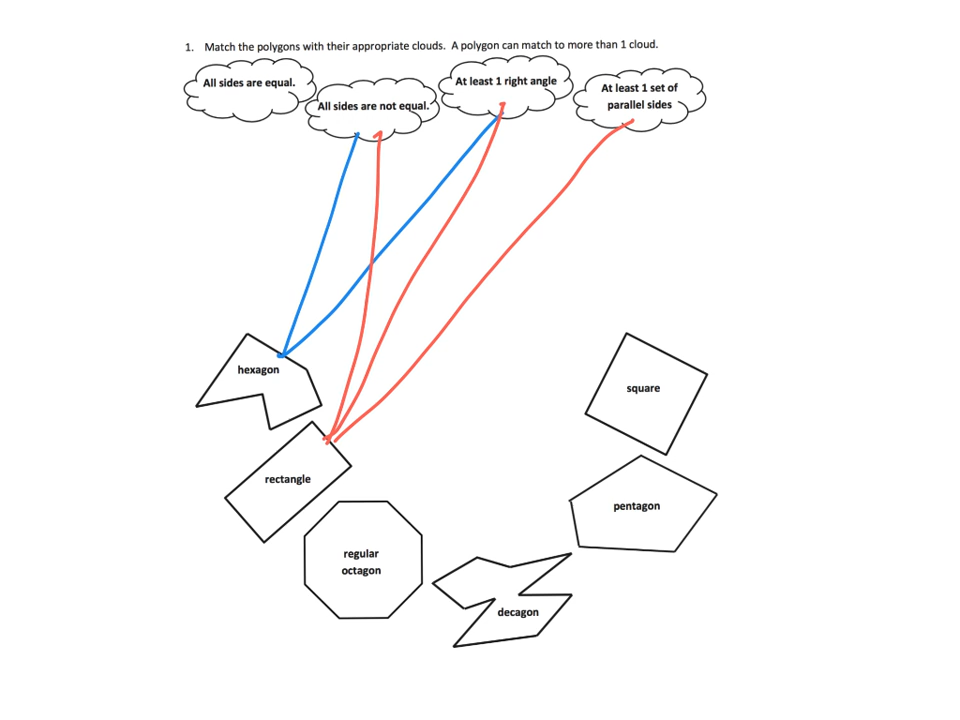 1. Match the polygons with their appropriate clouds. A polygon can match to more than 1 cloud.
All sides are equal.
All sides are not equal.
At least 1 right angle
At least 1 set of
parallel sides
hexagon
square
rectangle
pentagon
regular
octagon
decagon